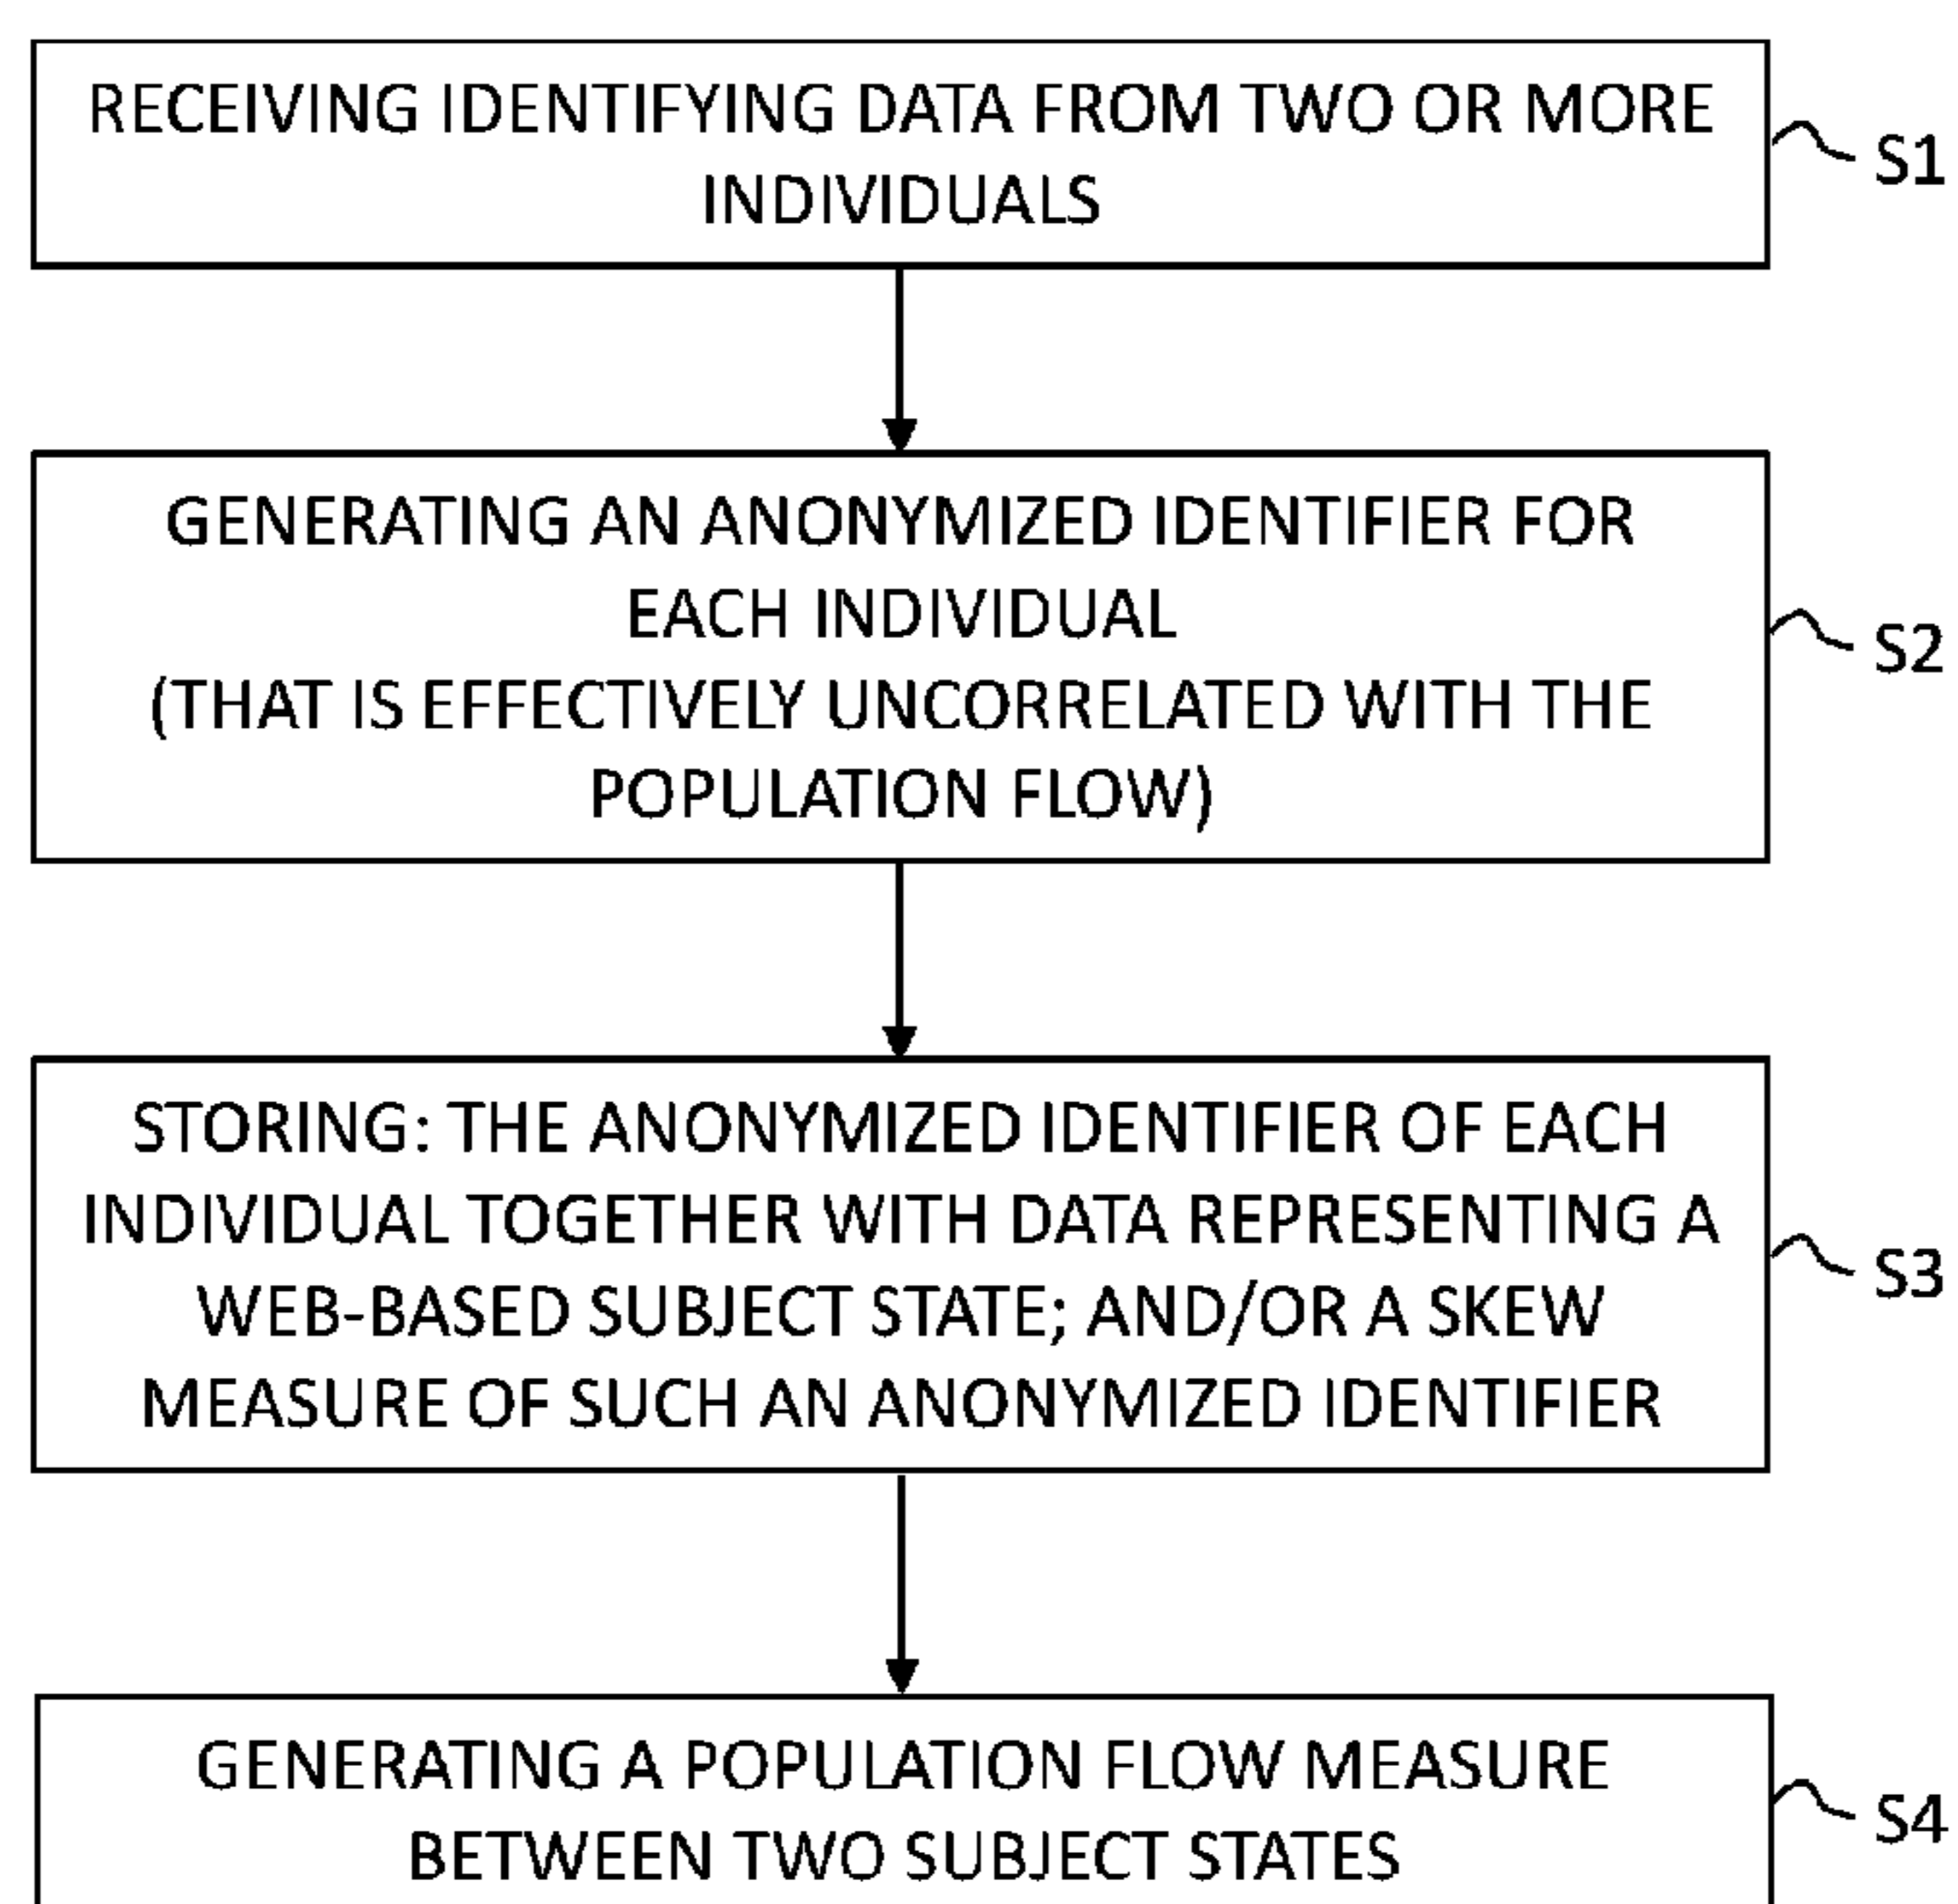 RECEIVING IDENTIFYING DATA FROM TWO OR MORE
INDIVIDUALS
S1
GENERATING AN ANONYMIZED IDENTIFIER FOR
EACH INDIVIDUAL
(THAT IS EFFECTIVELY UNCORRELATED WITH THE
POPULATION FLOW)
S2
STORING: THE ANONYMIZED IDENTIFIER OF EACH
INDIVIDUAL TOGETHER WITH DATA REPRESENTING A
WEB-BASED SUBJECT STATE; AND/OR A SKEW
MEASURE OF SUCH AN ANONYMIZED IDENTIFIER
S3
GENERATING A POPULATION FLOW MEASURE
BETWEEN TWO SUBJECT STATES
S4